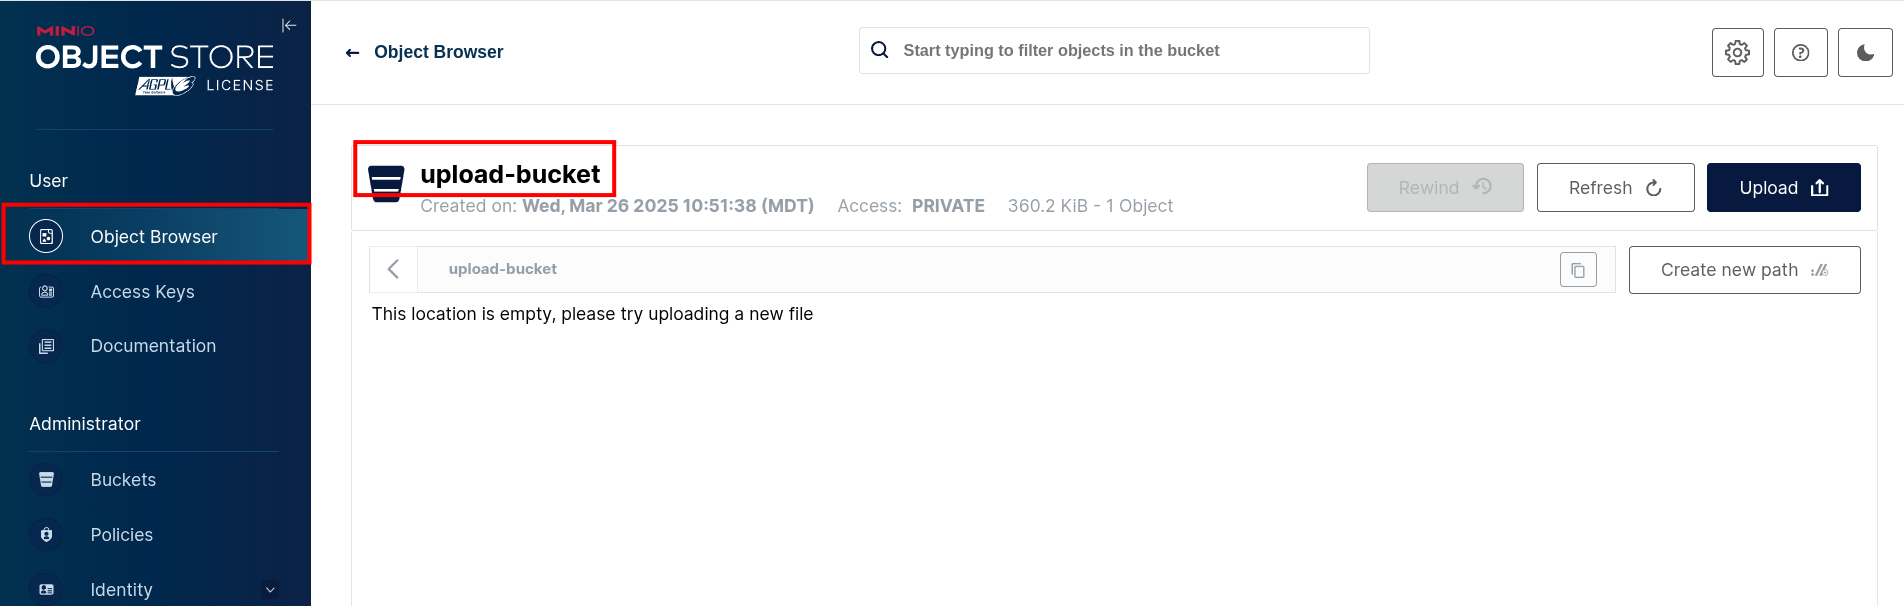 MINIO
OBJECT STORE
AGPLv3 LICENSE
User
Object Browser
Access Keys
Documentation
Administrator
Buckets
Policies
Identity
Object Browser
Start typing to filter objects in the bucket
upload-bucket
Created on: Wed, Mar 26 2025 10:51:38 (MDT) Access: PRIVATE 360.2 KiB - 1 Object
Rewind
Refresh
Upload
upload-bucket
Create new path
This location is empty, please try uploading a new file